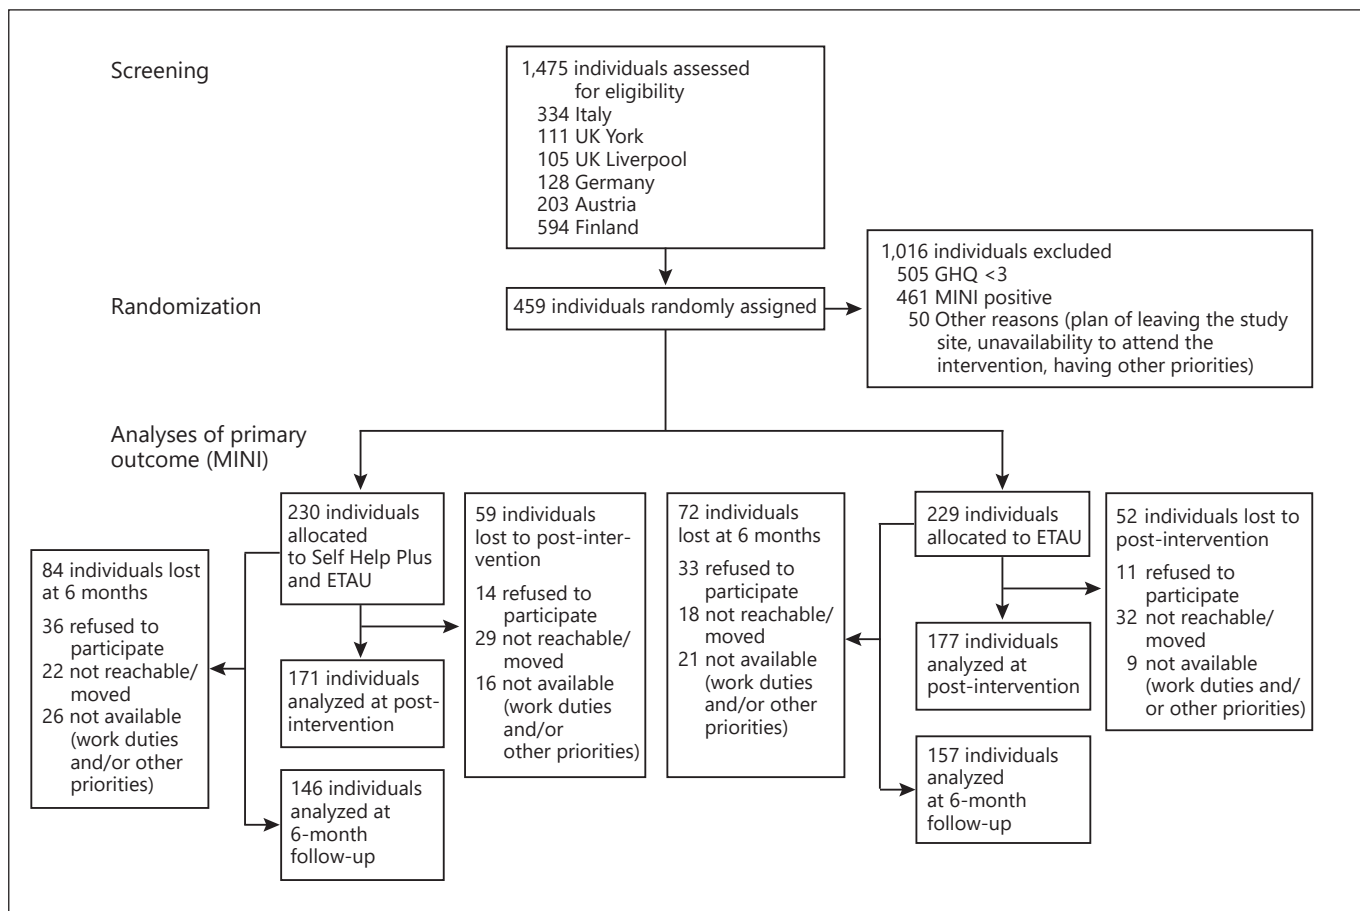 Screening
1,475 individuals assessed
for eligibility
334 Italy
111 UK York
105 UK Liverpool
128 Germany
203 Austria
594 Finland
1,016 individuals excluded
505 GHQ <3
461 MINI positive
50 Other reasons (plan of leaving the study
site, unavailability to attend the
intervention, having other priorities)
Randomization
459 individuals randomly assigned
Analyses of primary
outcome (MINI)
84 individuals lost
at 6 months
36 refused to
participate
22 not reachable/
moved
26 not available
(work duties
and/or other
priorities)
230 individuals
allocated
to Self Help Plus
and ETAU
171 individuals
analyzed at post-
intervention
146 individuals
analyzed at
6-month
follow-up
59 individuals
lost to post-inter-
vention
14 refused to
participate
29 not reachable/
moved
16 not available
(work duties
and/or
other priorities)
72 individuals
lost at 6 months
33 refused to
participate
18 not reachable/
moved
21 not available
(work duties
and/or other
priorities)
229 individuals
allocated to ETAU
177 individuals
analyzed at
post-intervention
157 individuals
analyzed
at 6-month
follow-up
52 individuals lost to
post-intervention
11 refused to
participate
32 not reachable/
moved
9 not available
(work duties and/
or other priorities)